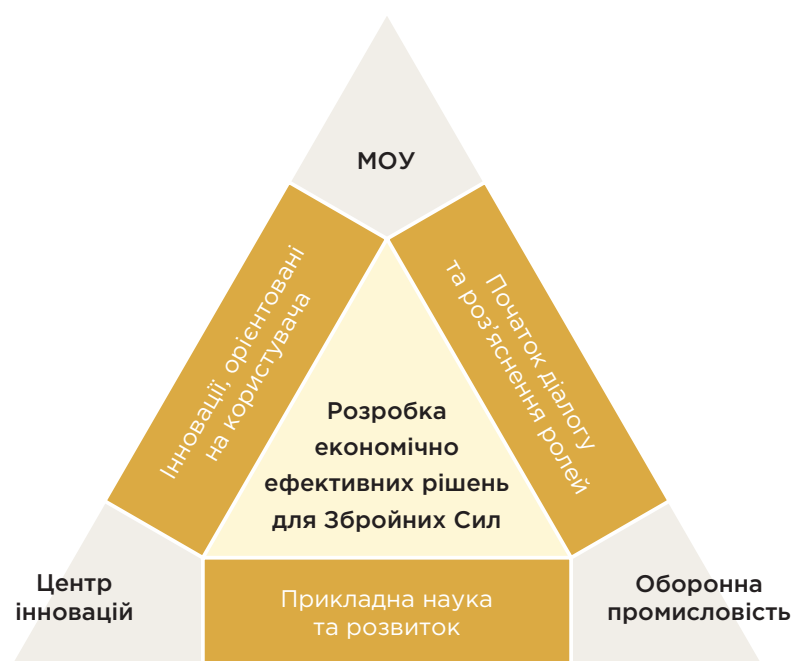 МОУ
Інновації, орієнтовані
на користувача
Початок діалогу
та роз’яснення ролей
Розробка
економічно
ефективних рішень
для Збройних Сил
Центр
інновацій
Прикладна наука
та розвиток
Оборонна
промисловість